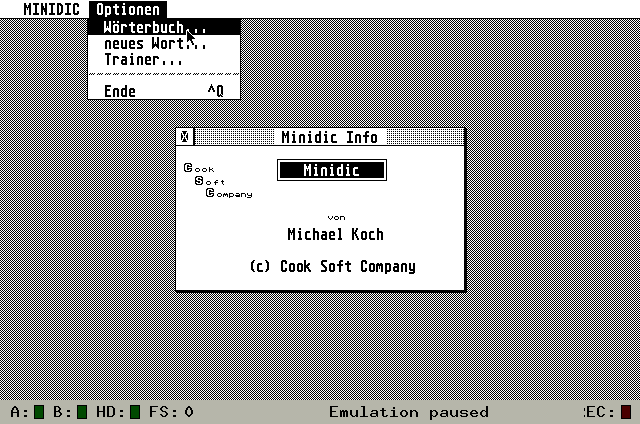 MINIDIC Optionen
Wörterbuch...
neues Wort...
Trainer...
Ende ^Q
Minidic Info
Cook
Soft
Company
Minidic
von
Michael Koch
(c) Cook Soft Company
A: B: HD: FS: 0 Emulation paused :EC: